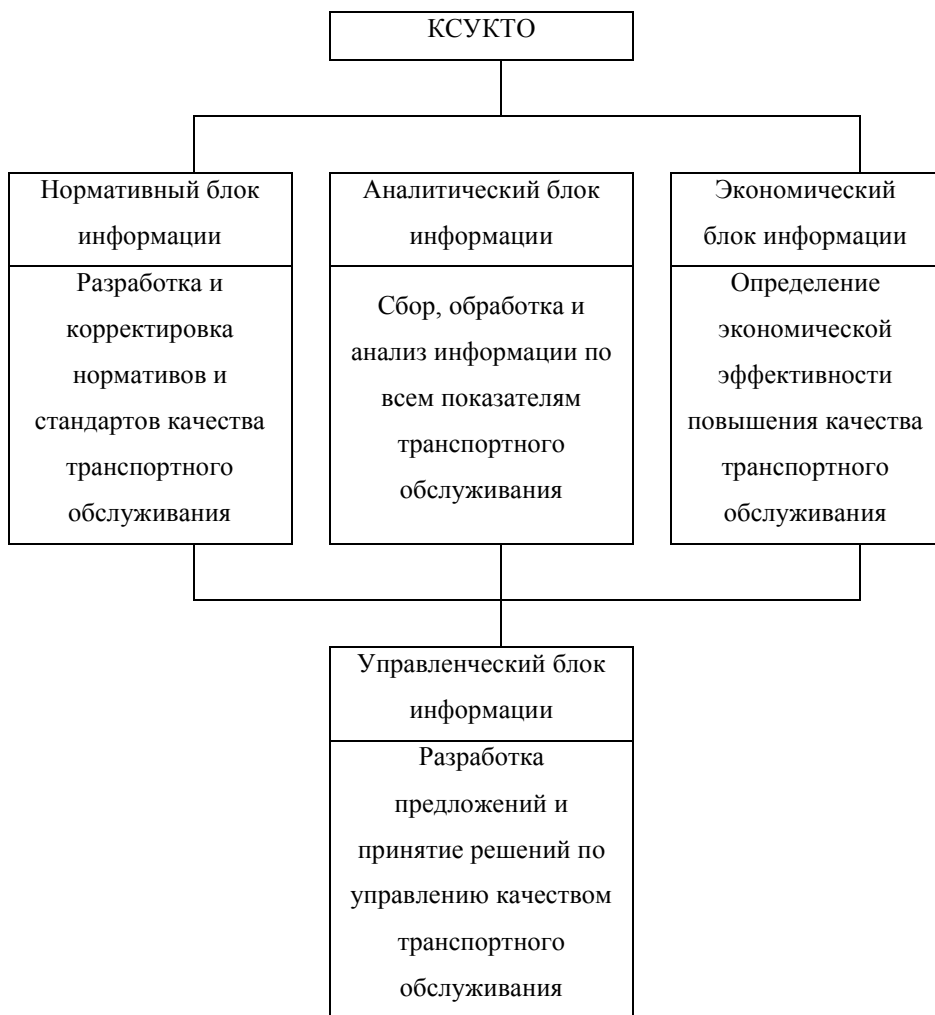 КСУКТО
Нормативный блок
информации
Разработка и
корректировка
нормативов и
стандартов качества
транспортного
обслуживания
Аналитический блок
информации
Сбор, обработка и
анализ информации по
всем показателям
транспортного
обслуживания
Экономический
блок информации
Определение
экономической
эффективности
повышения качества
транспортного
обслуживания
Управленческий блок
информации
Разработка
предложений и
принятие решений по
управлению качеством
транспортного
обслуживания